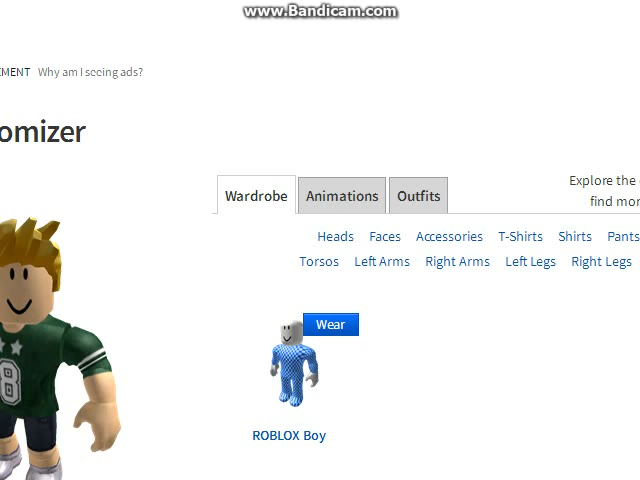 www.Bandicam.com
EMENT Why am I seeing ads?
omizer
Wardrobe Animations Outfits
Explore the
find mor
Heads Faces Accessories T-Shirts Shirts Pants
Torsos Left Arms Right Arms Left Legs Right Legs
Wear
8
ROBLOX Boy